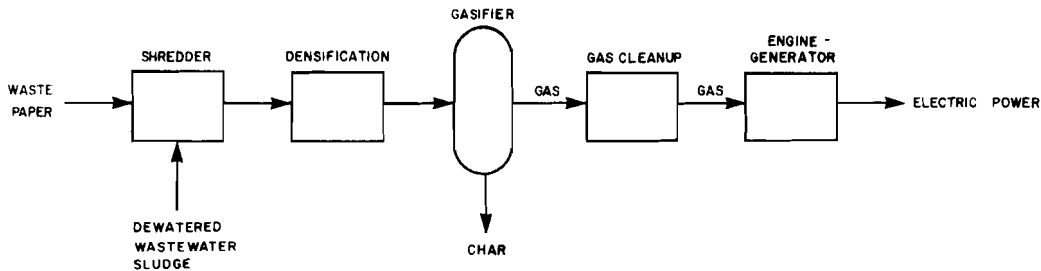 GASIFIER
ENGINE -
GENERATOR
SHREDDER
DENSIFICATION
GAS CLEANUP
WASTE
PAPER
GAS
GAS
ELECTRIC POWER
DEWATERED
WASTEWATER
SLUDGE
CHAR